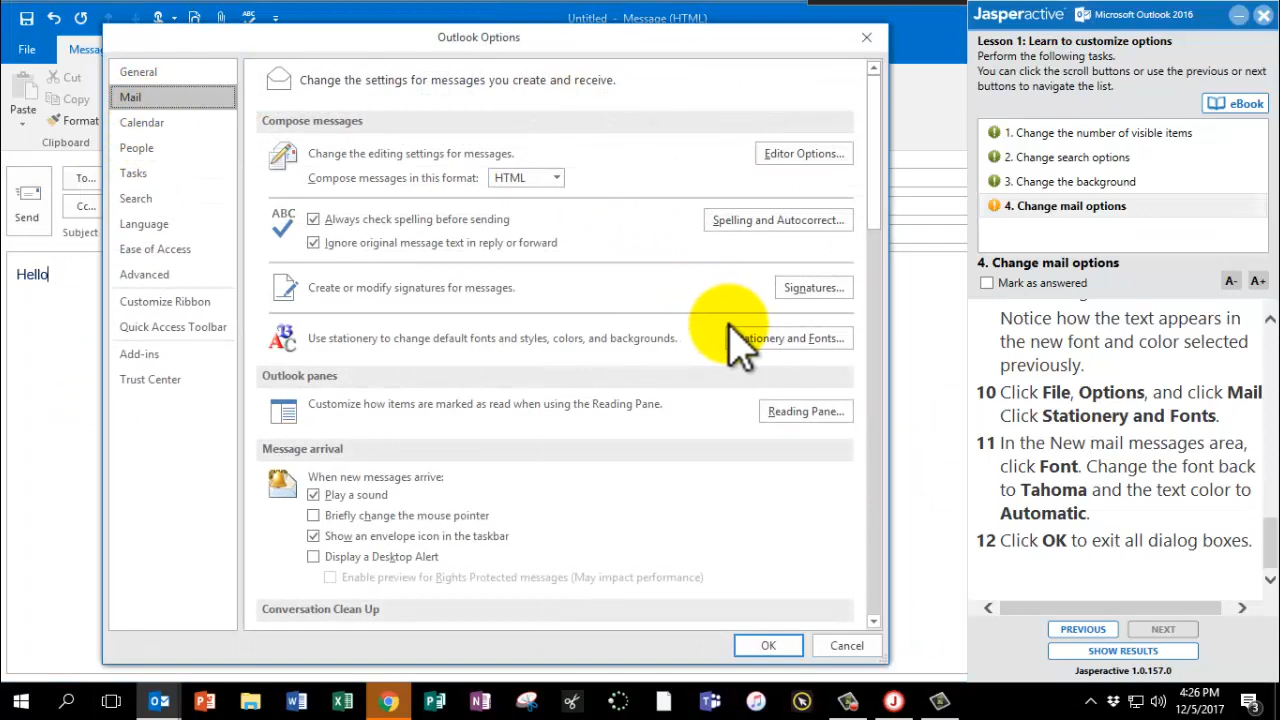 Untitled - Message (HTML)
File
Messa
Paste
Cut
Copy
Format
Clipboard
Send
To...
Cc...
Subject
Hello
Outlook Options
General
Mail
Calendar
People
Tasks
Search
Language
Ease of Access
Advanced
Customize Ribbon
Quick Access Toolbar
Add-ins
Trust Center
Change the settings for messages you create and receive.
Compose messages
Change the editing settings for messages.
Editor Options...
Compose messages in this format:
HTML
ABC
Always check spelling before sending
Spelling and Autocorrect...
Ignore original message text in reply or forward
Create or modify signatures for messages.
Signatures...
Use stationery to change default fonts and styles, colors, and backgrounds.
ationery and Fonts...
Outlook panes
Customize how items are marked as read when using the Reading Pane.
Reading Pane...
Message arrival
When new messages arrive:
Play a sound
Briefly change the mouse pointer
Show an envelope icon in the taskbar
Display a Desktop Alert
Enable preview for Rights Protected messages (May impact performance)
Conversation Clean Up
OK
Cancel
Jasperactive
Microsoft Outlook 2016
Lesson 1: Learn to customize options
Perform the following tasks.
You can click the scroll buttons or use the previous or next
buttons to navigate the list.
eBook
1. Change the number of visible items
2. Change search options
3. Change the background
4. Change mail options
4. Change mail options
Mark as answered
A-
A+
Notice how the text appears in
the new font and color selected
previously.
10 Click File, Options, and click Mail
Click Stationery and Fonts.
11 In the New mail messages area,
click Font. Change the font back
to Tahoma and the text color to
Automatic.
12 Click OK to exit all dialog boxes.
PREVIOUS
NEXT
SHOW RESULTS
Jasperactive 1.0.157.0
4:26 PM
12/5/2017
3